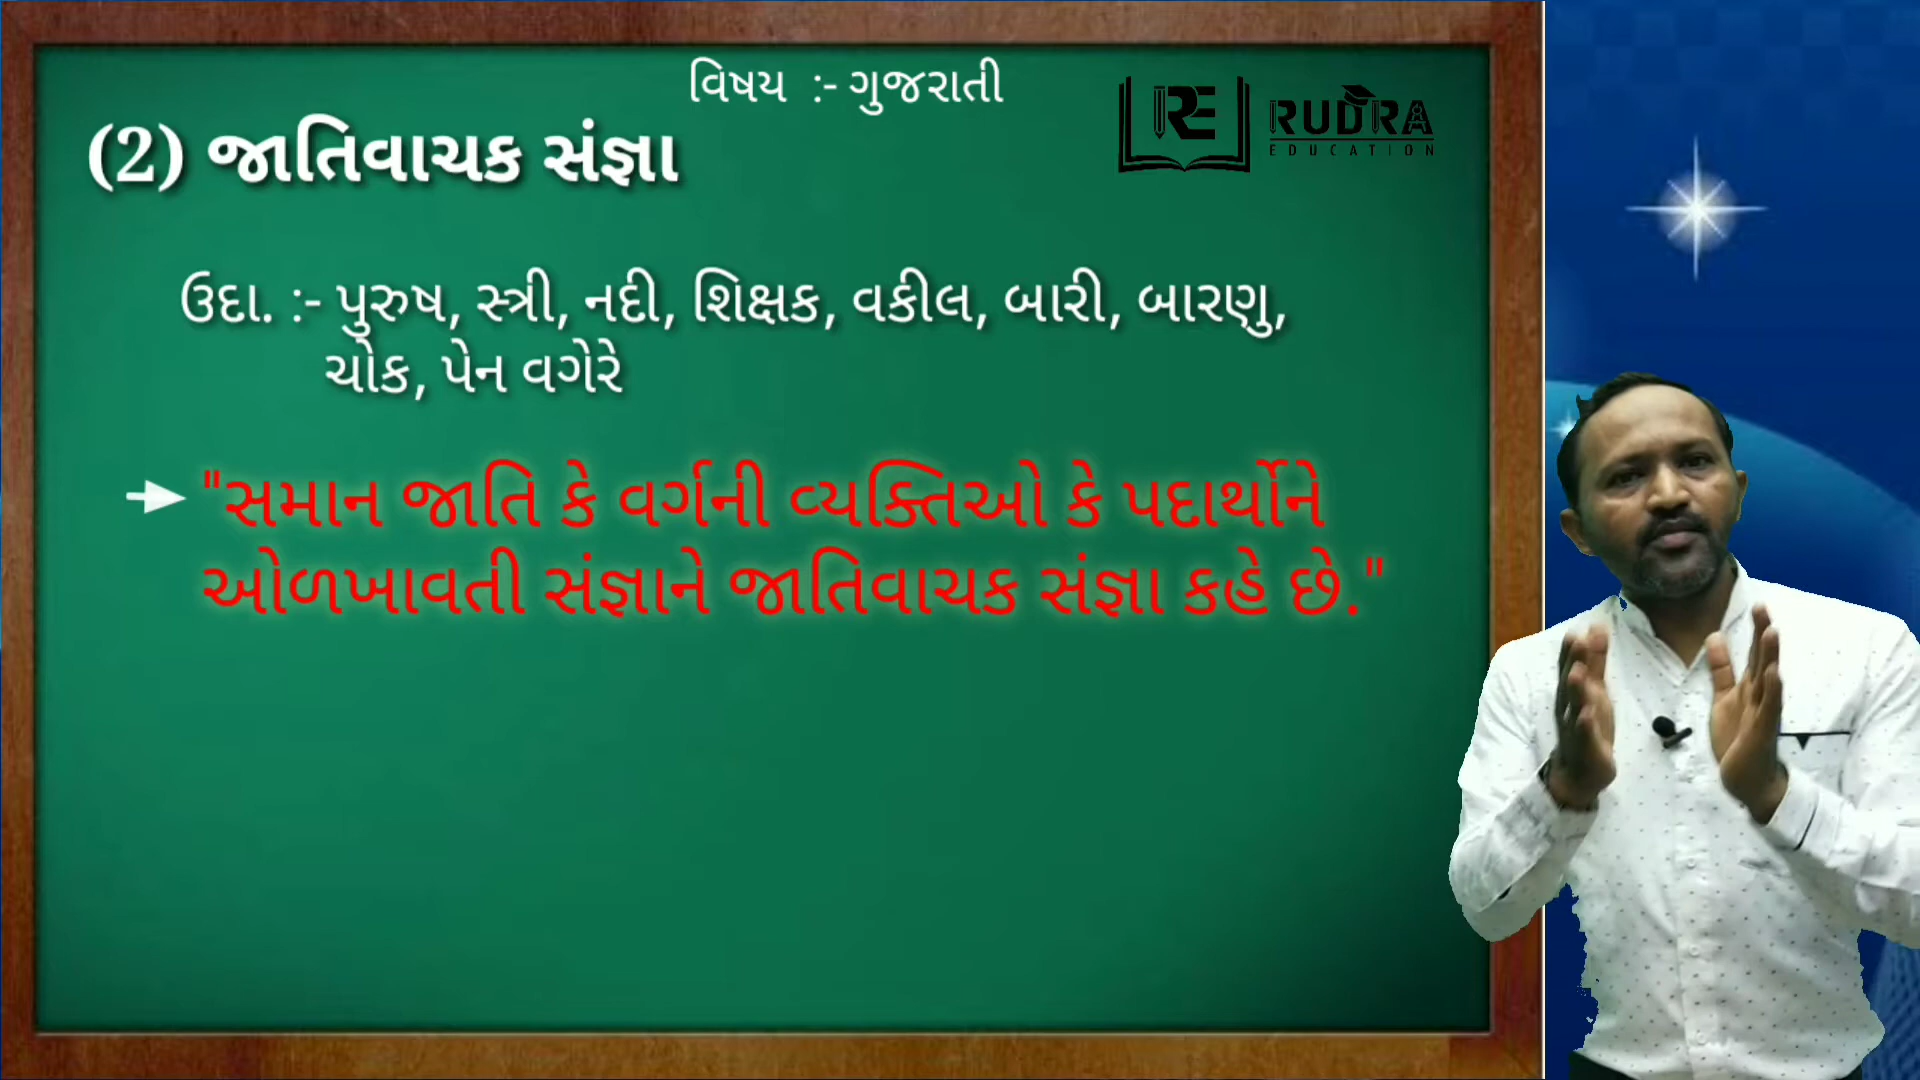 વિષય :- ગુજરાતી
RE RUDRA
EDUCATION
(2) જાતિવાચક સંજ્ઞા
ઉદા. :- પુરુષ, સ્ત્રી, નદી, શિક્ષક, વકીલ, બારી, બારણુ,
ચોક, પેન વગેરે
"સમાન જાતિ કે વર્ગની વ્યક્તિઓ કે પદાર્થોને
ઓળખાવતી સંજ્ઞાને જાતિવાચક સંજ્ઞા કહે છે."